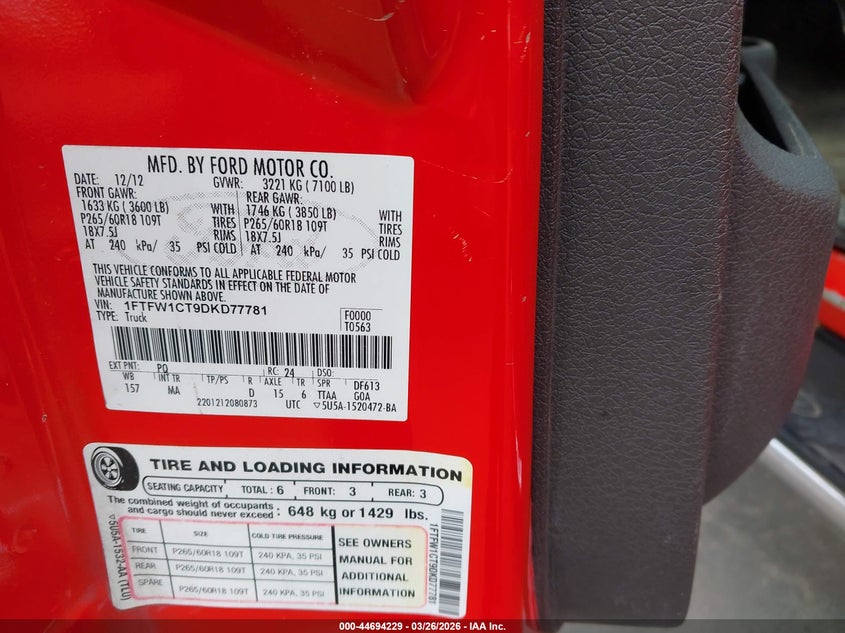 MFD. BY FORD MOTOR CO.
DATE: 12/12 GVWR: 3221 KG ( 7100 LB)
FRONT GAWR: REAR GAWR:
1633 KG ( 3600 LB) WITH 1746 KG ( 3850 LB) WITH
P265/60R18 109T TIRES P265/60R18 109T TIRES
18X7.5J RIMS 18X7.5J RIMS
AT 240 kPa/ 35 PSI COLD AT 240 kPa/ 35 PSI COLD
THIS VEHICLE CONFORMS TO ALL APPLICABLE FEDERAL MOTOR
VEHICLE SAFETY STANDARDS IN EFFECT ON THE DATE OF
MANUFACTURE SHOWN ABOVE.
VIN: 1FTFW1CT9DKD77781 F0000
TYPE: Truck T0563
EXT PNT: PQ RC: 24 DSO:
WB INT TR TP/PS R AXLE TR SPR DF613
157 MA D 15 6 TTAA GOA
2201212080873 UTC ▽5U5A-1520472-BA
TIRE AND LOADING INFORMATION
SEATING CAPACITY TOTAL : 6 FRONT: 3 REAR: 3
The combined weight of occupants
and cargo should never exceed - 648 kg or 1429 lbs.
TIRE SIZE COLD TIRE PRESSURE
FRONT P265/60R18 109T 240 KPA, 35 PSI
REAR P265/60R18 109T 240 KPA, 35 PSI
SPARE P265/60R18 109T 240 KPA, 35 PSI
SEE OWNERS
MANUAL FOR
ADDITIONAL
INFORMATION
▽5U5A-1532-AA (TLU)
1FTFW1CT9DKD77781
000-44694229 - 03/26/2026 - IAA Inc.